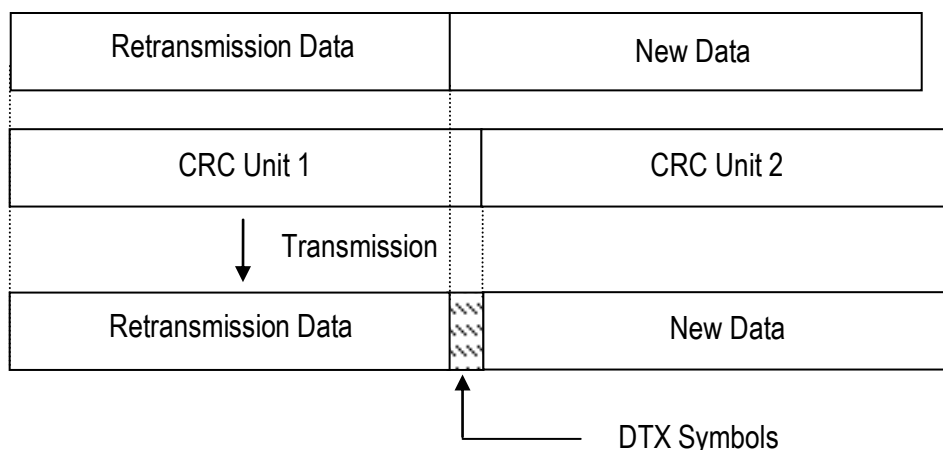 Retransmission Data New Data
CRC Unit 1 CRC Unit 2
Transmission
Retransmission Data New Data
DTX Symbols